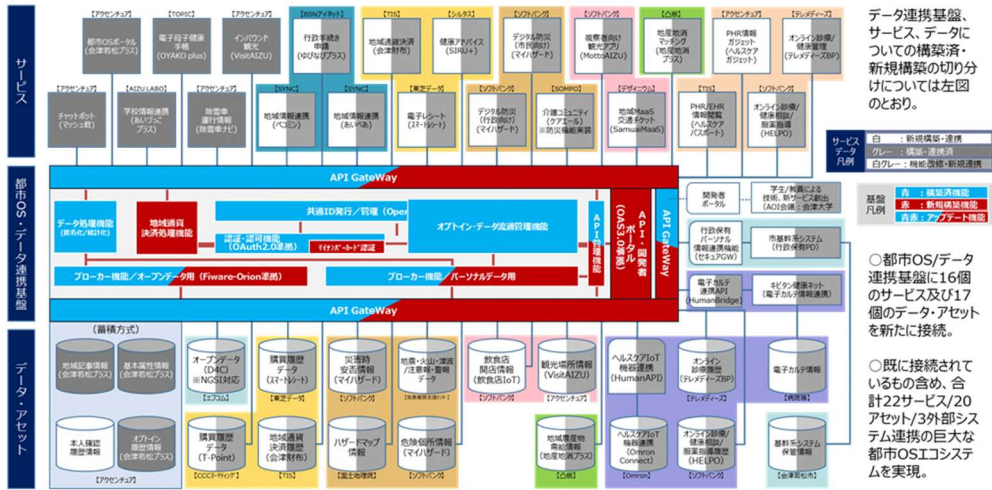 サービス
【アクセンチュア】
都市OSポータル
(会津若松プラス)
【TOPIC】
電子母子健康
手帳
(OYAKO plus)
【アクセンチュア】
インバウンド
観光
(VisitAIZU)
【BSNアイネット】
行政手続き
申請
(ゆびなびプラス)
【TIS】
地域通貨決済
(会津財布)
【シルタス】
健康アドバイス
(SIRU+)
【ソフトバンク】
デジタル防災
(市民向け)
(マイハザード)
【ソフトバンク】
視察者向け
観光アプリ
(MottoAIZU)
【凸版】
地産地消
マッチング
(地産地消
プラス)
【アクセンチュア】
PHR情報
ガジェット
(ヘルスケア
ガジェット)
【テレメディーズ】
オンライン診療/
健康管理
(テレメディーズBP)
【アクセンチュア】
チャットボット
(マッシュ君)
【AIZU LABO】
学校情報連携
(あいづっこ
プラス)
【アクセンチュア】
除雪車
運行情報
(除雪車ナビ)
【SYNC】
地域情報連携
(ペコミン)
【SYNC】
地域情報連携
(あいべあ)
【東芝データ】
電子レシート
(スマートレシート)
【ソフトバンク】
デジタル防災
(行政向け)
(マイハザード)
【SOMPO】
介護コミュニティ
(ケアエール)
※防災機能実装
【デザイニウム】
地域MaaS
交通チケット
(SamuraiMaaS)
【TIS】
PHR/EHR
情報閲覧
(ヘルスケア
パスポート)
【ソフトバンク】
オンライン診療/
健康相談/
服薬指導
(HELPO)
データ連携基盤、
サービス、データに
ついての構築済・
新規構築の切り分
けについては左図
のとおり。
サービス
データ
凡例
白 :新規構築・連携
グレー :構築・連携済
白グレー:機能改修・新規連携
基盤
凡例
青 :構築済機能
赤 :新規構築機能
青赤:アップデート機能
都市OS・データ連携基盤
API GateWay
データ処理機能
(匿名化/統計化)
地域通貨
決済処理機能
共通ID発行/管理(Open
認証・認可機能
(OAuth2.0準拠)
マイナンバーカード認証
オプトイン・データ流通管理機能
API管理機能
API・開発者
ポータル
(OAS3.0準拠)
API GateWay
ブローカー機能/オープンデータ用(Fiware-Orion準拠)
ブローカー機能/パーソナルデータ用
API GateWay
開発者
ポータル
学生/教員による
技術、新サービス創出
(AOI会議:会津大学)
行政保有
パーソナル
情報連携機能
(セキュアGW)
市基幹系システム
(行政保有PD)
電子カルテ
連携API
(HumanBridge)
キビタン健康ネット
(電子カルテ情報連携)
○都市OS/データ
連携基盤に16個
のサービス及び17
個のデータ・アセット
を新たに接続。
○既に接続されて
いるもの含め、合
計22サービス/20
アセット/3外部シス
テム連携の巨大な
都市OSエコシステ
ムを実現。
データ・アセット
(蓄積方式)
地域記事情報
(会津若松プラス)
基本属性情報
(会津若松プラス)
本人確認
履歴情報
オプトイン
履歴情報
(会津若松プラス)
【アクセンチュア】
オープンデータ
(D4C)
※NGSI対応
【エフコム】
購買履歴
データ
(スマートレシート)
【東芝データ】
災害時
安否情報
(マイハザード)
【ソフトバンク】
地震・火山・津波
/注意報・警報
データ
飲食店
開店情報
(飲食店IoT)
【ソフトバンク】
観光場所情報
(VisitAIZU)
【アクセンチュア】
ヘルスケアIoT
機器連携
(HumanAPI)
オンライン
診療履歴
(テレメディーズBP)
【テレメディーズ】
電子カルテ情報
【病院等】
購買履歴
データ
(T-Point)
【CCCマーケティング】
地域通貨
決済履歴
(会津財布)
【TIS】
ハザードマップ
情報
【国土地理院】
危険個所情報
(マイハザード)
【ソフトバンク】
地域農産物
需給情報
(地産地消プラス)
【凸版】
ヘルスケアIoT
機器連携
(Omron
Connect)
【Omron】
オンライン診療/
健康相談/
服薬指導履歴
(HELPO)
【ソフトバンク】
基幹系システム
保管情報
【会津若松市】